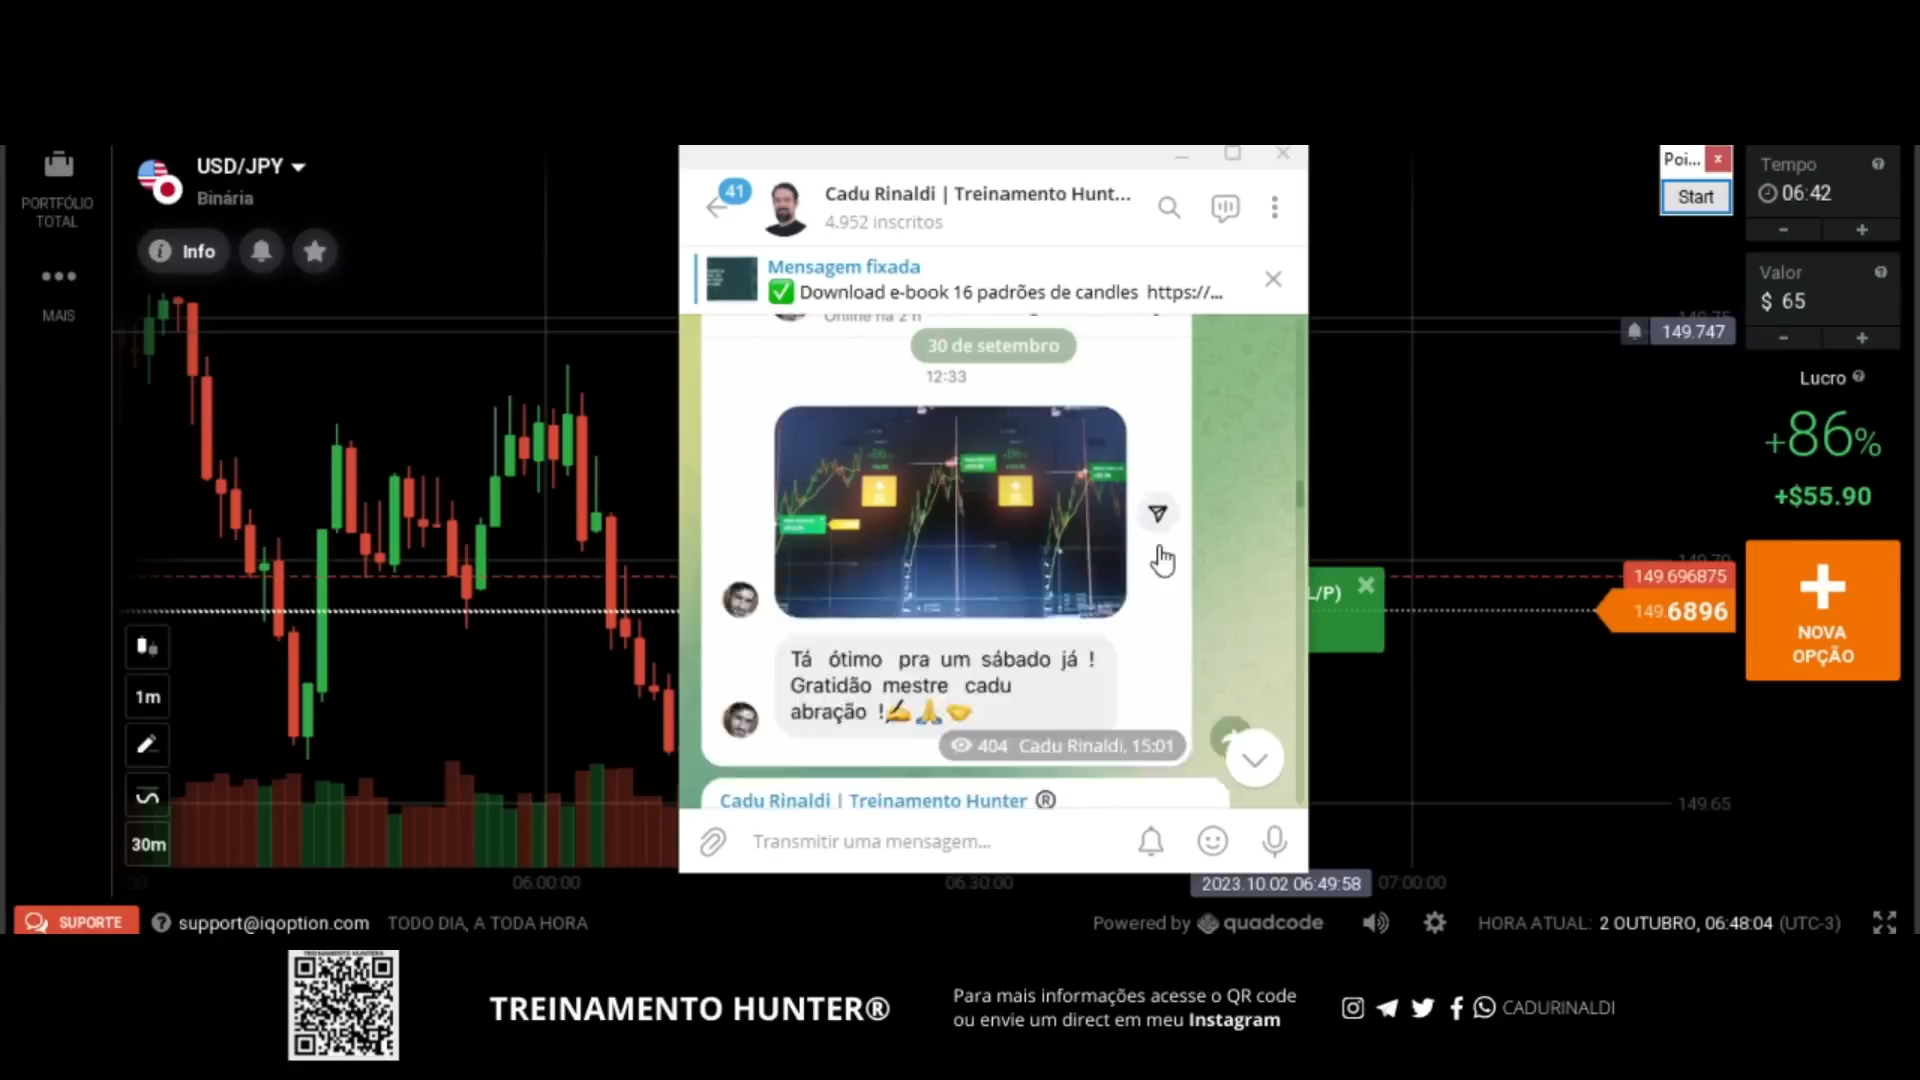 PORTFÓLIO
TOTAL
MAIS
USD/JPY
Binária
Info
1m
30m
41
Cadu Rinaldi | Treinamento Hunt...
4.952 inscritos
Mensagem fixada
✅ Download e-book 16 padrões de candles https://...
Online há 2 h
30 de setembro
12:33
Tá ótimo pra um sábado já !
Gratidão mestre cadu
abração !✍️🙏🤝
404 Cadu Rinaldi, 15:01
Cadu Rinaldi | Treinamento Hunter ®
Transmitir uma mensagem...
Poi...
Start
Tempo
06:42
Valor
$ 65
Lucro
+86%
+$55.90
NOVA
OPÇÃO
149.747
149.696875
149.6896
149.65
L/P)
06:00:00
06:30:00
2023.10.02 06:49:58
07:00:00
SUPORTE
support@iqoption.com
TODO DIA, A TODA HORA
Powered by quadcode
HORA ATUAL: 2 OUTUBRO, 06:48:04 (UTC-3)
TREINAMENTO HUNTER®
Para mais informações acesse o QR code
ou envie um direct em meu Instagram
CADURINALDI